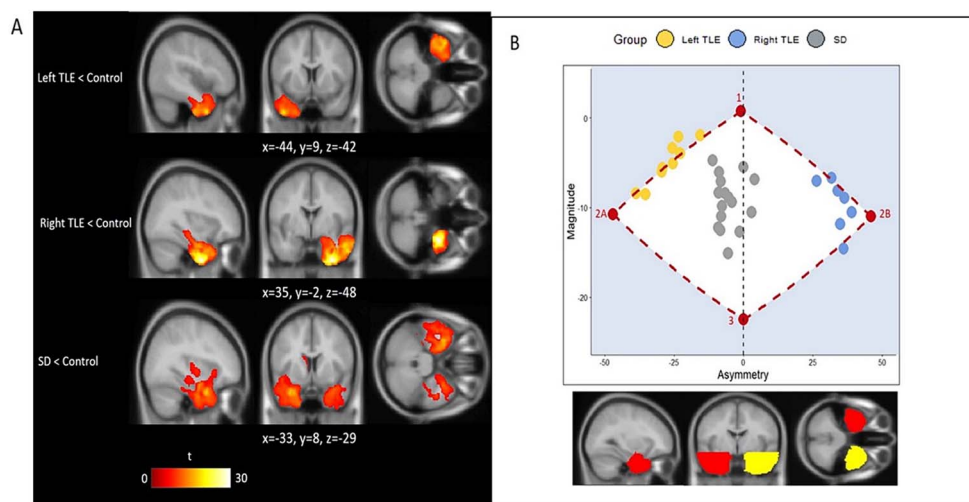 A
Left TLE < Control
x=-44, y=9, z=-42
Right TLE < Control
x=35, y=-2, z=-48
SD < Control
x=-33, y=8, z=-29
t
0 30
B
Group Left TLE Right TLE SD
Magnitude
0
-10
-20
1
2A
2B
3
-50 -25 0 25 50
Asymmetry